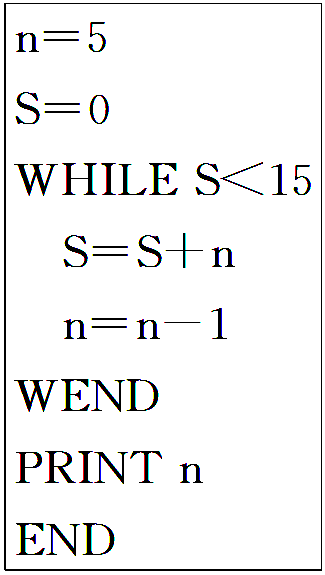 n＝5
S＝0
WHILE S＜15
S＝S＋n
n＝n－1
WEND
PRINT n
END